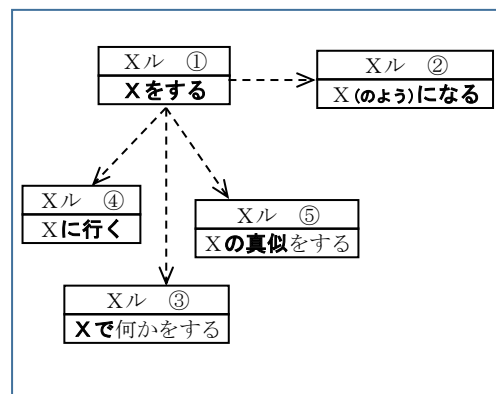 Xル ①
Xをする
Xル ②
X(のよう)になる
Xル ④
Xに行く
Xル ⑤
Xの真似をする
Xル ③
Xで何かをする